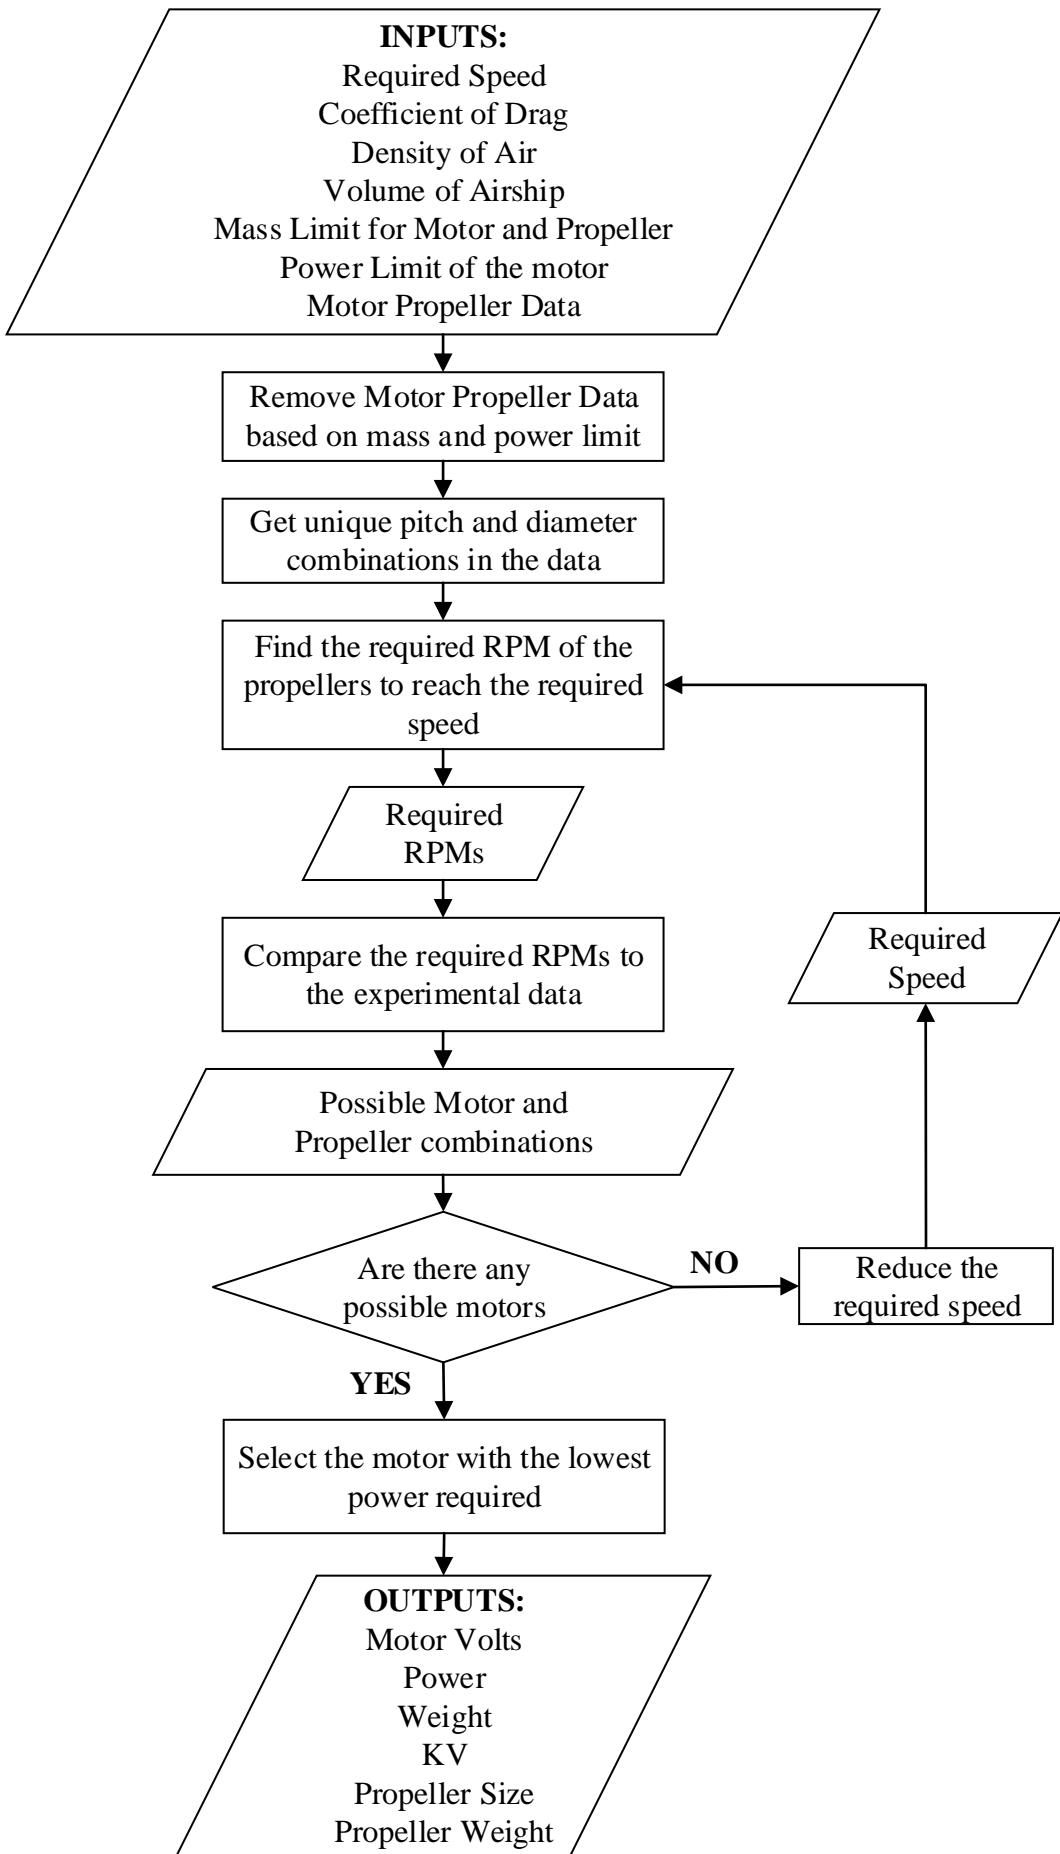 INPUTS:
Required Speed
Coefficient of Drag
Density of Air
Volume of Airship
Mass Limit for Motor and Propeller
Power Limit of the motor
Motor Propeller Data
Remove Motor Propeller Data
based on mass and power limit
Get unique pitch and diameter
combinations in the data
Find the required RPM of the
propellers to reach the required
speed
Required
RPMs
Compare the required RPMs to
the experimental data
Required
Speed
Possible Motor and
Propeller combinations
Are there any
possible motors
NO
Reduce the
required speed
YES
Select the motor with the lowest
power required
OUTPUTS:
Motor Volts
Power
Weight
KV
Propeller Size
Propeller Weight